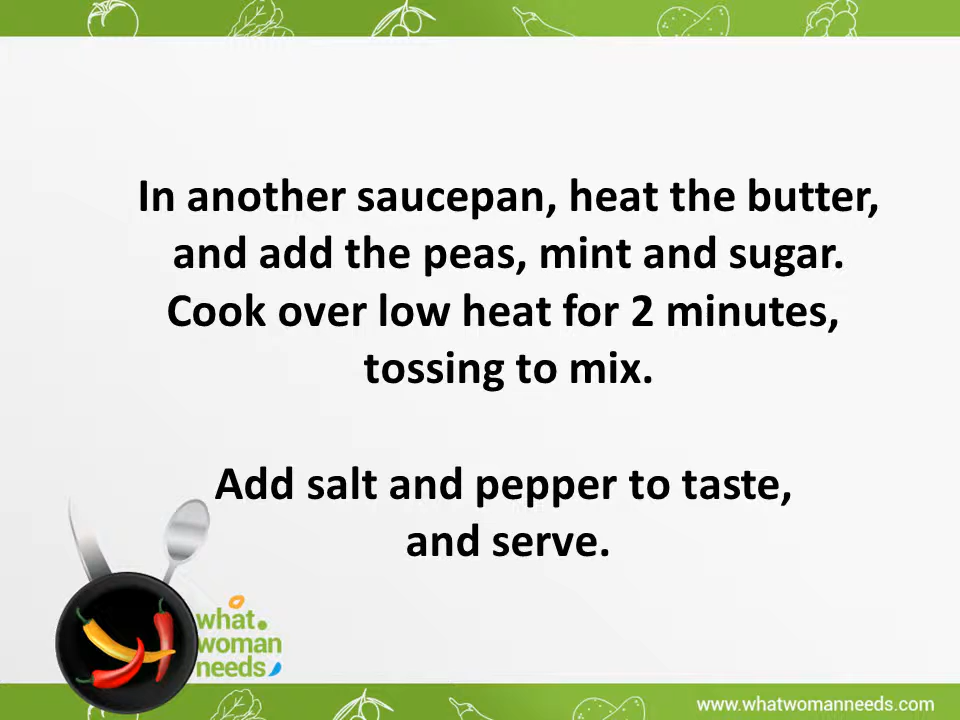 In another saucepan, heat the butter,
and add the peas, mint and sugar.
Cook over low heat for 2 minutes,
tossing to mix.
Add salt and pepper to taste,
and serve.
what.
woman
needs
www.whatwomanneeds.com